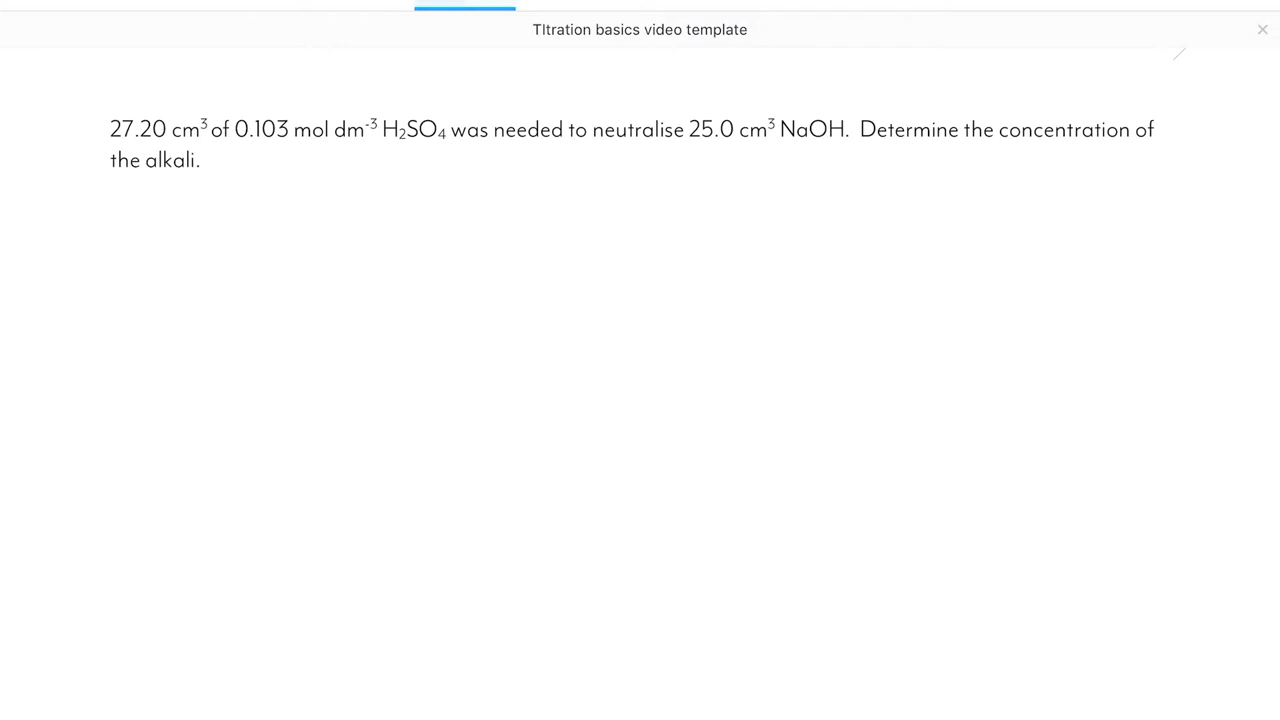 TItration basics video template
27.20 cm³ of 0.103 mol dm⁻³ H₂SO₄ was needed to neutralise 25.0 cm³ NaOH.  Determine the concentration of
the alkali.